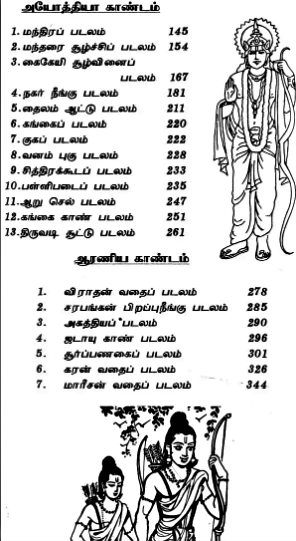 அயோத்தியா காண்டம்
1. மந்திரப் படலம் 145
2. மந்தரை சூழ்ச்சிப் படலம் 154
3. கைகேயி சூழ்வினைப்
படலம் 167
4. நகர் நீங்கு படலம் 181
5. தைலம் ஆட்டு படலம் 211
6. கங்கைப் படலம் 220
7. குகப் படலம் 222
8. வனம் புகு படலம் 228
9. சித்திரக்கூடப் படலம் 233
10. பள்ளிபடைப் படலம் 235
11. ஆறு செல் படலம் 247
12. கங்கை காண் படலம் 251
13. திருவடி சூட்டு படலம் 261
ஆரணிய காண்டம்
1. விராதன் வதைப் படலம் 278
2. சரபங்கன் பிறப்புநீங்கு படலம் 285
3. அகத்தியப் படலம் 290
4. ஜடாயு காண் படலம் 296
5. சூர்ப்பணகைப் படலம் 301
6. கரன் வதைப் படலம் 326
7. மாரீசன் வதைப் படலம் 344